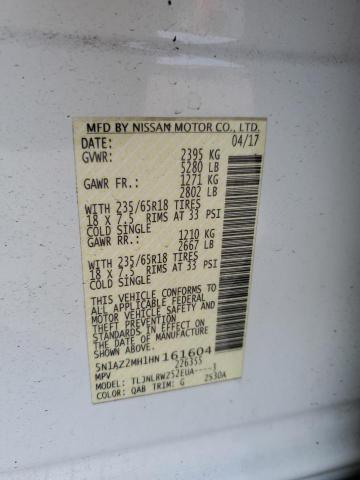 MFD BY NISSAN MOTOR CO., LTD.
DATE: 04/17
GVWR: 2395 KG
5280 LB
GAWR FR.: 1271 KG
2802 LB
WITH 235/65R18 TIRES
18 x 7.5 RIMS AT 33 PSI
COLD SINGLE
GAWR RR.: 1210 KG
2667 LB
WITH 235/65R18 TIRES
18 x 7.5 RIMS AT 33 PSI
COLD SINGLE
THIS VEHICLE CONFORMS TO
ALL APPLICABLE FEDERAL
MOTOR VEHICLE SAFETY AND
THEFT PREVENTION
STANDARDS IN EFFECT ON
THE DATE OF MANUFACTURE
SHOWN ABOVE.
5N1AZ2MH1HN161604
MPV 226355
MODEL: TLJNLRWZ52EUA----J
COLOR: QAB TRIM: G 2530A